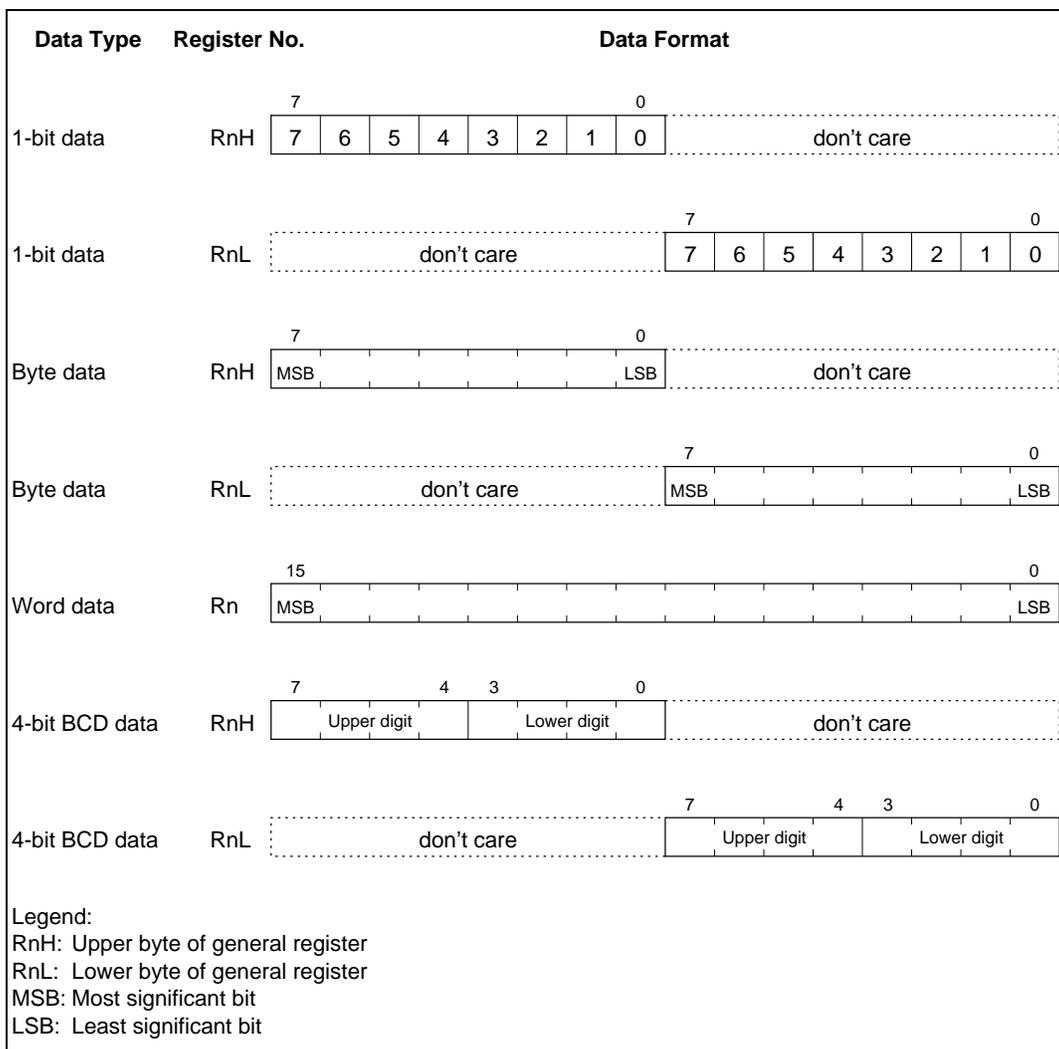 Data Type Register No. Data Format
7 0
1-bit data RnH 7 6 5 4 3 2 1 0 don't care
7 0
1-bit data RnL don't care 7 6 5 4 3 2 1 0
7 0
Byte data RnH MSB LSB don't care
7 0
Byte data RnL don't care MSB LSB
15 0
Word data Rn MSB LSB
7 4 3 0
4-bit BCD data RnH Upper digit Lower digit don't care
7 4 3 0
4-bit BCD data RnL don't care Upper digit Lower digit
Legend:
RnH: Upper byte of general register
RnL: Lower byte of general register
MSB: Most significant bit
LSB: Least significant bit